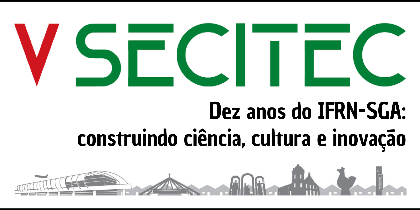 V SECITEC
Dez anos do IFRN-SGA:
construindo ciência, cultura e inovação